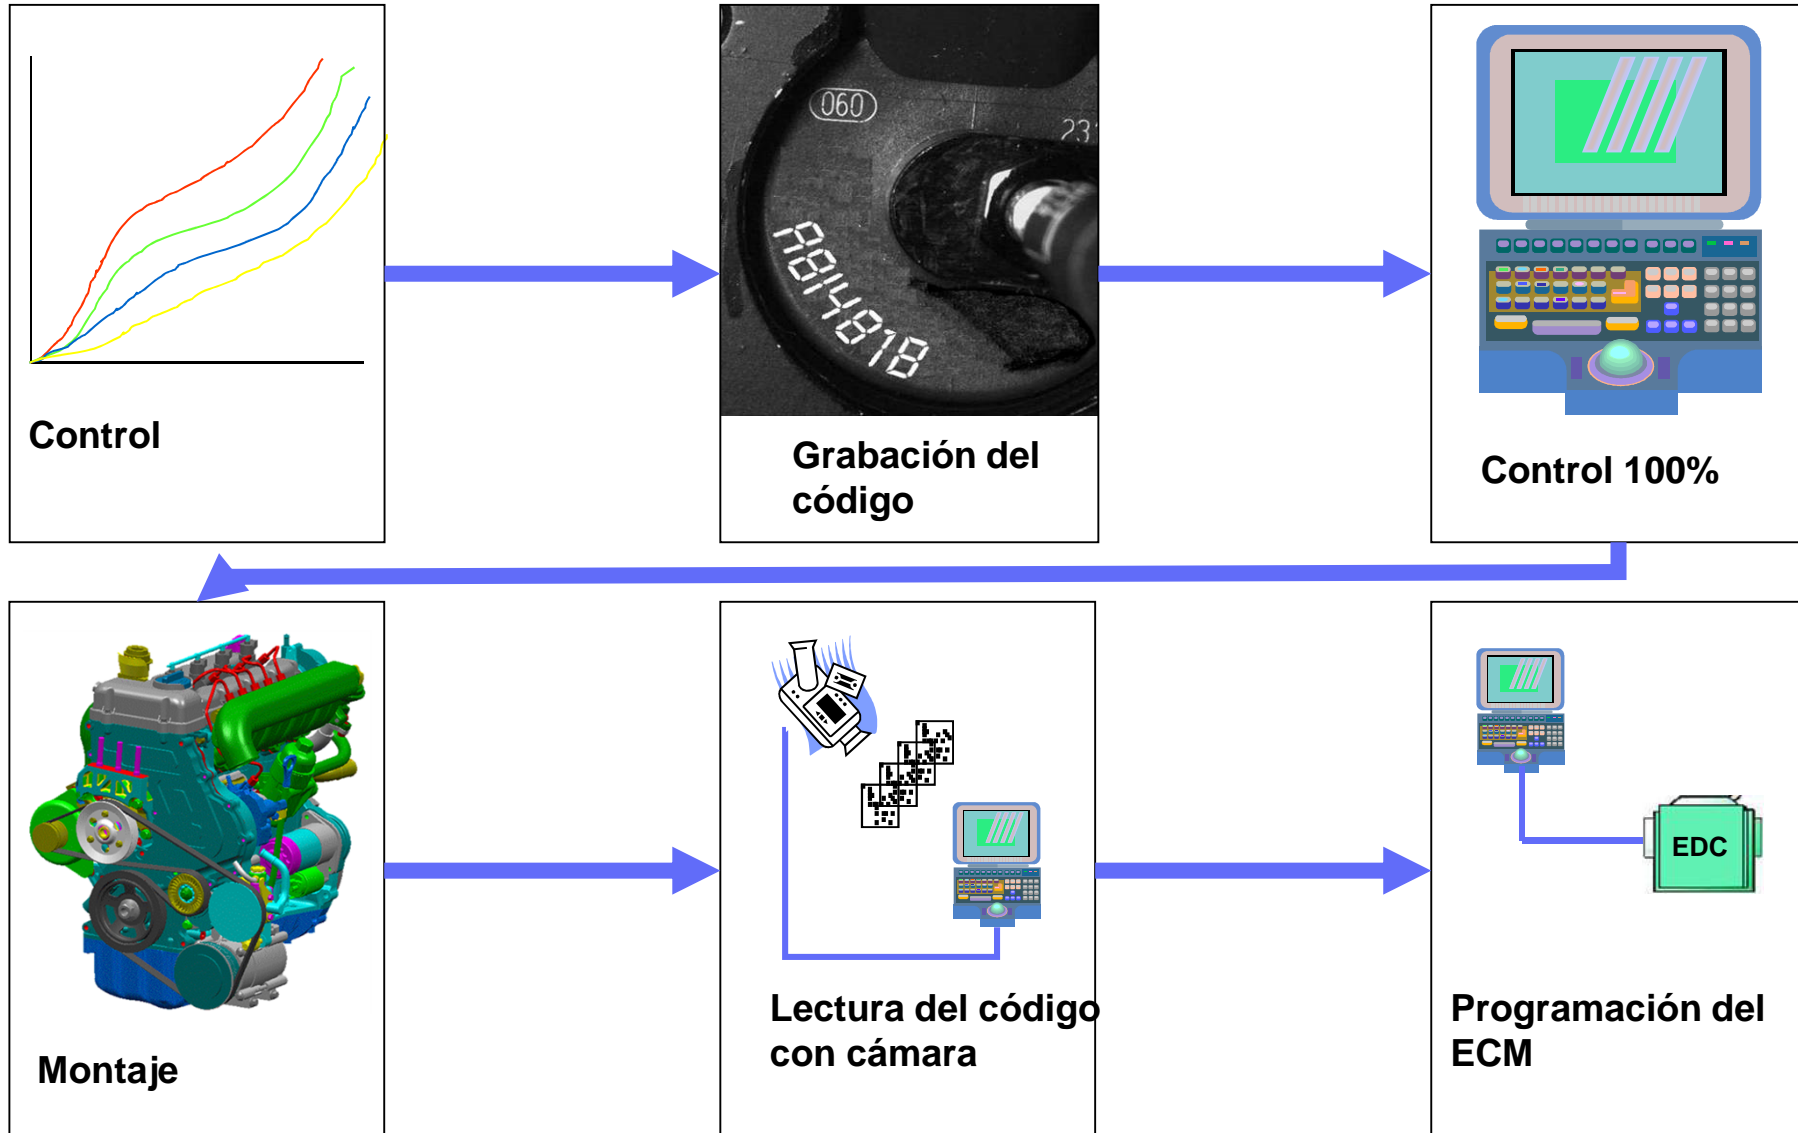 060
23
A814818
Control
Grabación del
código
Control 100%
Montaje
Lectura del código
con cámara
EDC
Programación del
ECM